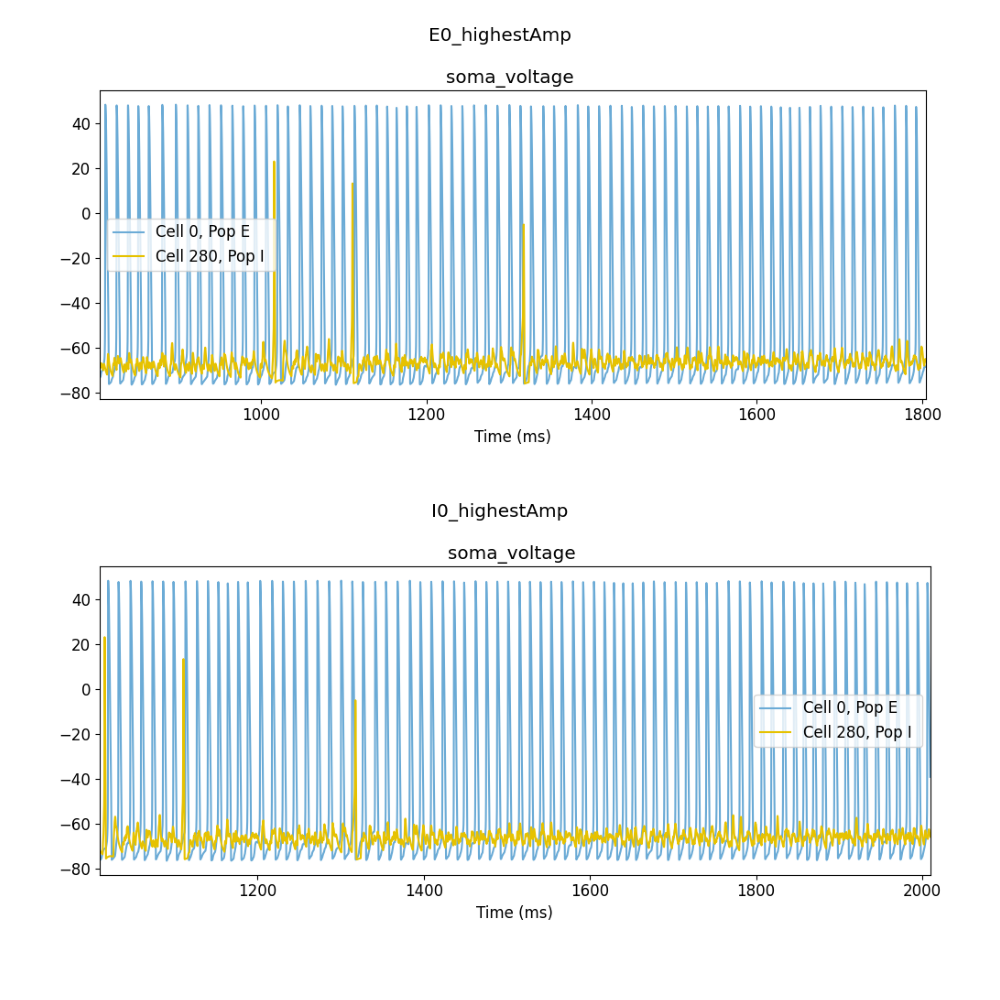 E0_highestAmp
soma_voltage
40
20
0
−20
−40
−60
−80
Cell 0, Pop E
Cell 280, Pop I
1000 1200 1400 1600 1800
Time (ms)
I0_highestAmp
soma_voltage
40
20
0
−20
−40
−60
−80
Cell 0, Pop E
Cell 280, Pop I
1200 1400 1600 1800 2000
Time (ms)